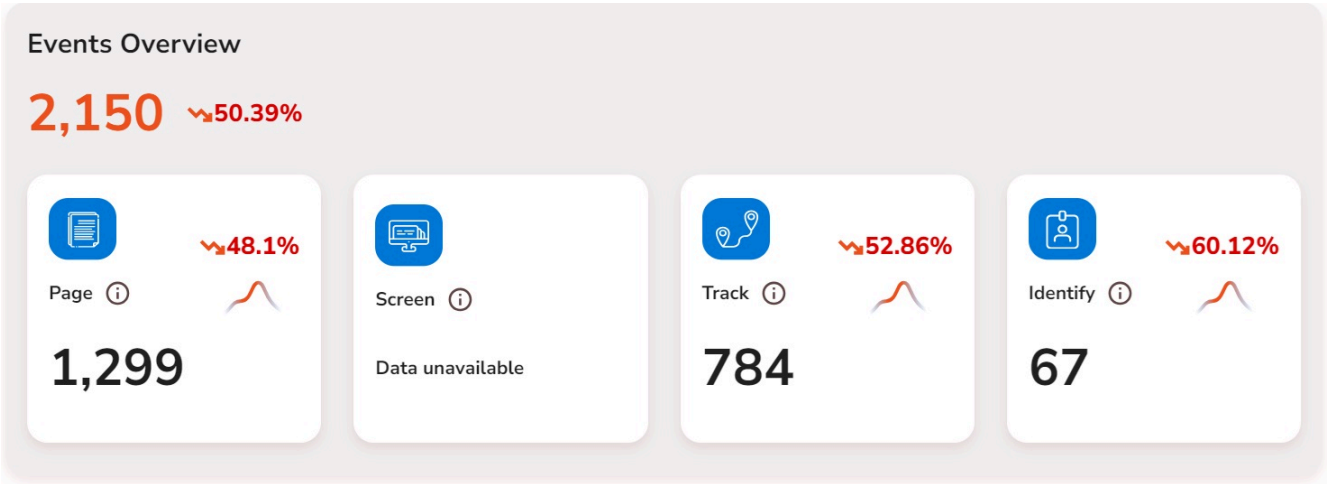 Events Overview
2,150 50.39%
48.1%
Page
1,299
Screen
Data unavailable
52.86%
Track
784
60.12%
Identify
67